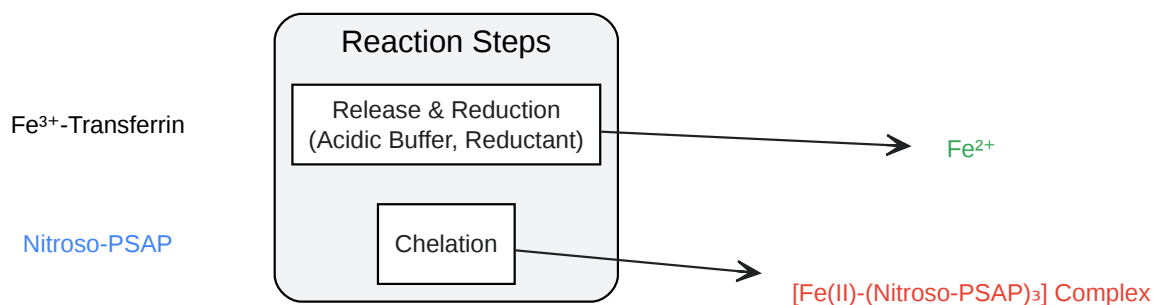 Reaction Steps
Fe³⁺-Transferrin
Release & Reduction
(Acidic Buffer, Reductant)
Fe²⁺
Nitroso-PSAP
Chelation
[Fe(II)-(Nitroso-PSAP)₃] Complex